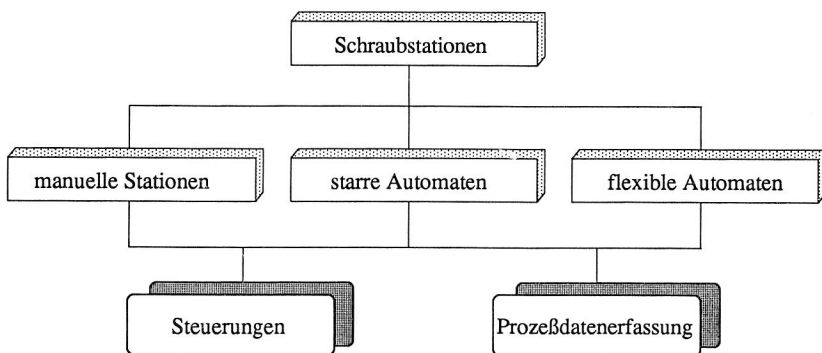 Schraubstationen
manuelle Stationen
starre Automaten
flexible Automaten
Steuerungen
Prozeßdatenerfassung